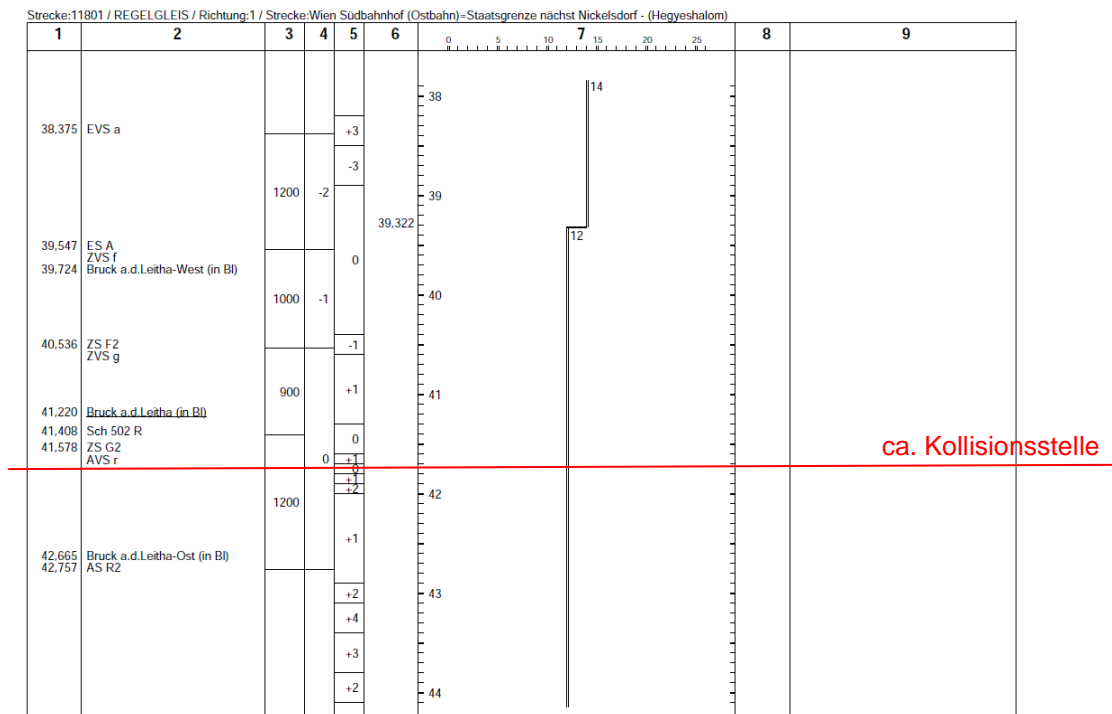 Strecke:11801 / REGELGLEIS / Richtung:1 / Strecke:Wien Südbahnhof (Ostbahn)=Staatsgrenze nächst Nickelsdorf - (Hegyeshalom)
1 2 3 4 5 6 7 8 9
0 5 10 15 20 25
14
38
38,375 EVS a +3
-3
1200 -2 39
39,322
12
39,547 ES A
ZVS f 0
39,724 Bruck a.d.Leitha-West (in Bl)
1000 -1 40
40,536 ZS F2 -1
ZVS g
900 +1 41
41,220 Bruck a.d.Leitha (in Bl)
41,408 Sch 502 R 0
41,578 ZS G2
AVS r 0 +1
ca. Kollisionsstelle
0
+1
+2 42
1200
+1
42,665 Bruck a.d.Leitha-Ost (in Bl)
42,757 AS R2
+2 43
+4
+3
+2 44